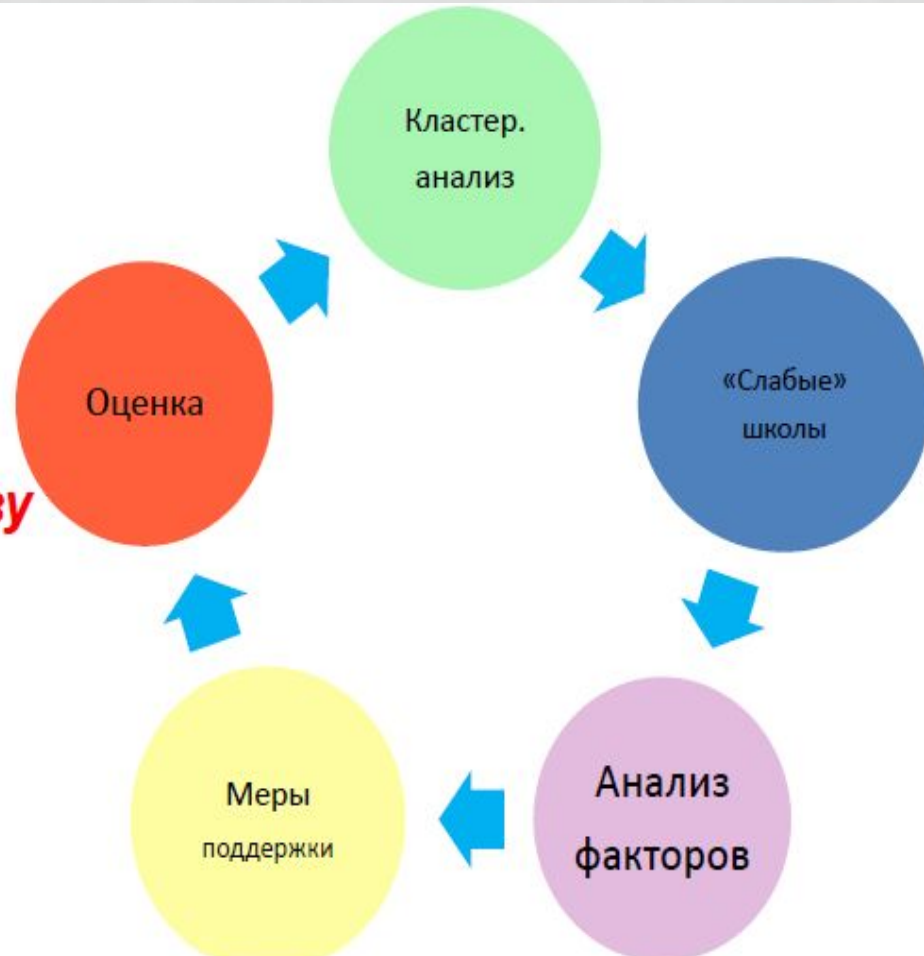 Кластер.
анализ
«Слабые»
школы
Анализ
факторов
Меры
поддержки
Оценка